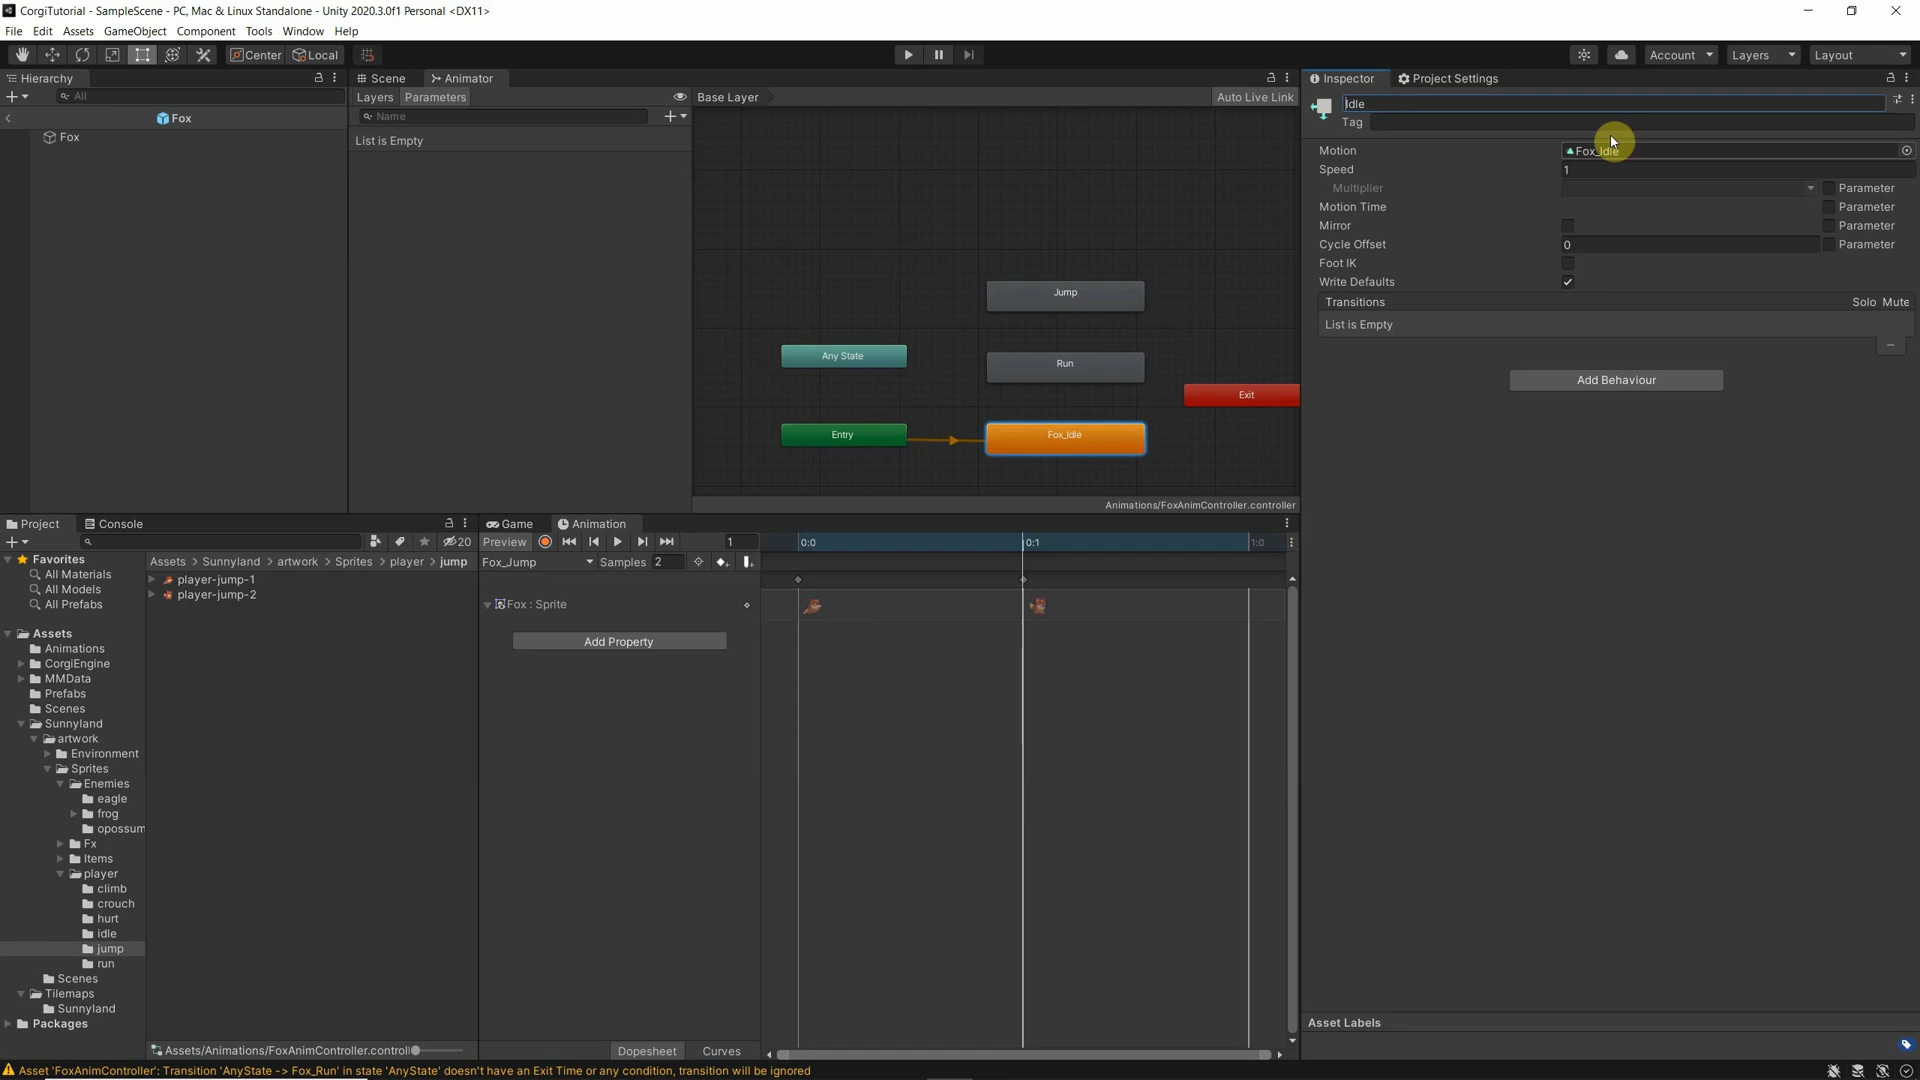 CorgiTutorial - SampleScene - PC, Mac & Linux Standalone - Unity 2020.3.0f1 Personal <DX11>
File Edit Assets GameObject Component Tools Window Help
Center Local Account Layers Layout
Hierarchy
All
Fox
Fox
Scene Animator
Layers Parameters Base Layer Auto Live Link
Name
List is Empty
Jump
Any State
Run
Exit
Entry
Fox_Idle
Animations/FoxAnimController.controller
Inspector Project Settings
Idle
Tag
Motion Fox_Idle
Speed 1
Multiplier Parameter
Motion Time Parameter
Mirror Parameter
Cycle Offset 0 Parameter
Foot IK
Write Defaults
Transitions Solo Mute
List is Empty
Add Behaviour
Asset Labels
Project Console
20
Favorites
All Materials
All Models
All Prefabs
Assets
Animations
CorgiEngine
MMData
Prefabs
Scenes
Sunnyland
artwork
Environment
Sprites
Enemies
eagle
frog
opossum
Fx
Items
player
climb
crouch
hurt
idle
jump
run
Scenes
Tilemaps
Sunnyland
Packages
Assets > Sunnyland > artwork > Sprites > player > jump
player-jump-1
player-jump-2
Assets/Animations/FoxAnimController.controll
Game Animation
Preview 1 0:0 0:1 1:0
Fox_Jump Samples 2
Fox : Sprite
Add Property
Dopesheet Curves
Asset 'FoxAnimController': Transition 'AnyState -> Fox_Run' in state 'AnyState' doesn't have an Exit Time or any condition, transition will be ignored